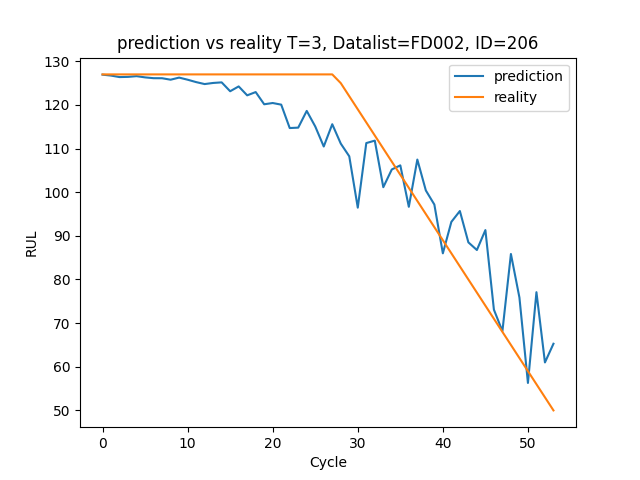 prediction vs reality T=3, Datalist=FD002, ID=206
prediction
reality
130
120
110
100
90
80
70
60
50
RUL
0 10 20 30 40 50
Cycle